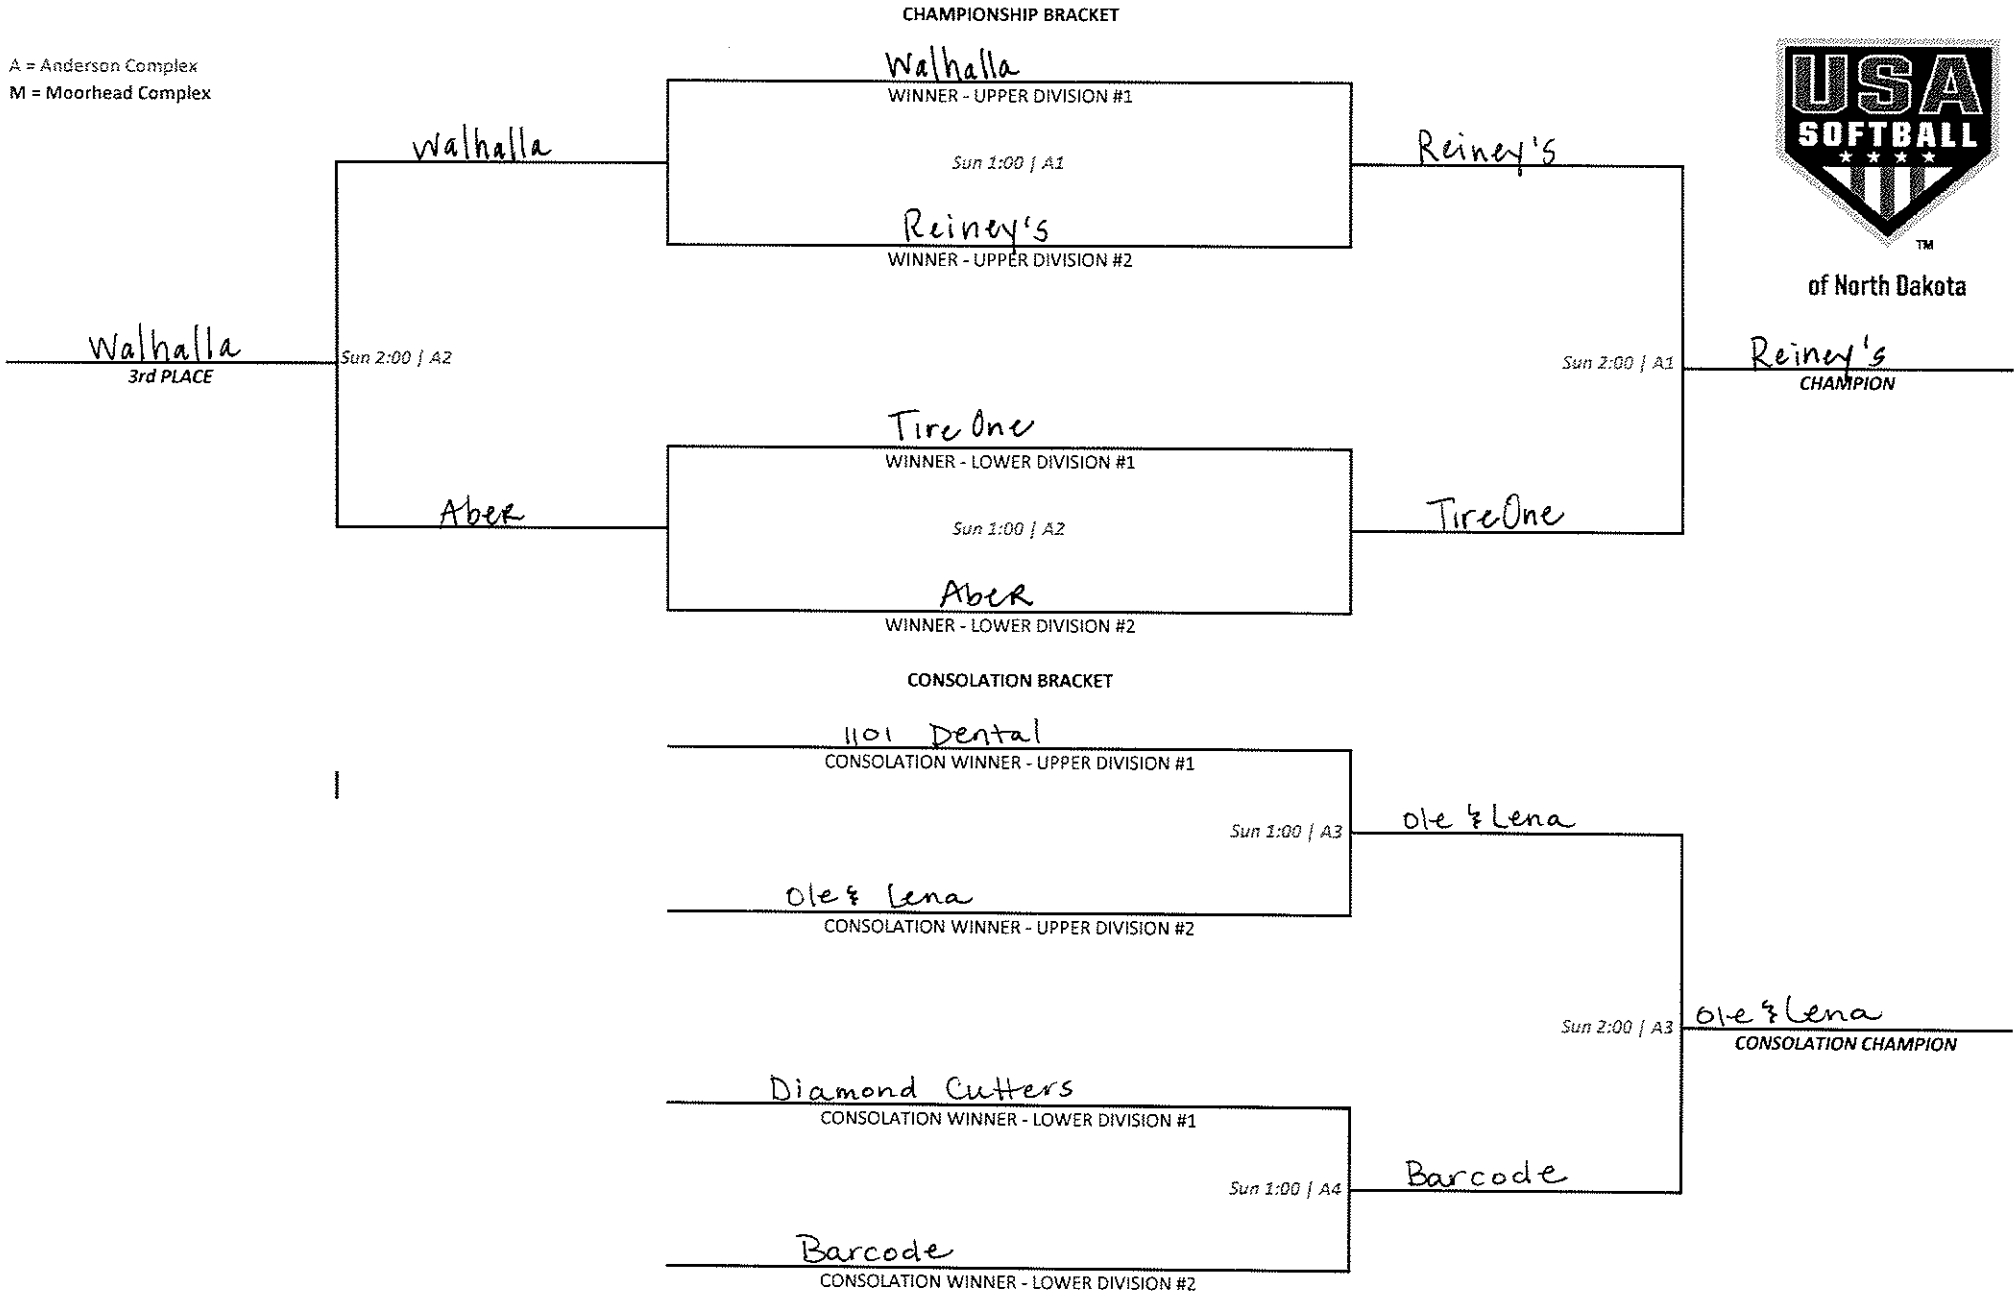 CHAMPIONSHIP BRACKET
A = Anderson Complex
M = Moorhead Complex
Walhalla
WINNER - UPPER DIVISION #1
USA
SOFTBALL
TM
of North Dakota
Walhalla
Sun 1:00 | A1
Reiney's
Reiney's
WINNER - UPPER DIVISION #2
Walhalla
3rd PLACE
Sun 2:00 | A2
Sun 2:00 | A1
Reiney's
CHAMPION
Tire One
WINNER - LOWER DIVISION #1
Aber
Sun 1:00 | A2
TireOne
Aber
WINNER - LOWER DIVISION #2
CONSOLATION BRACKET
1101 Dental
CONSOLATION WINNER - UPPER DIVISION #1
Sun 1:00 | A3
Ole & Lena
Ole & Lena
CONSOLATION WINNER - UPPER DIVISION #2
Sun 2:00 | A3
Ole & Lena
CONSOLATION CHAMPION
Diamond Cutters
CONSOLATION WINNER - LOWER DIVISION #1
Sun 1:00 | A4
Barcode
Barcode
CONSOLATION WINNER - LOWER DIVISION #2